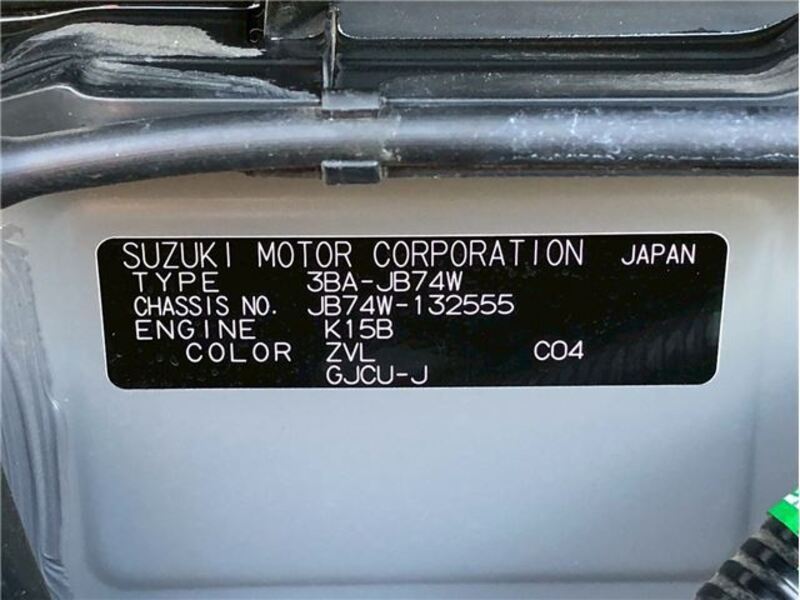 SUZUKI MOTOR CORPORATION JAPAN
TYPE 3BA-JB74W
CHASSIS NO. JB74W-132555
ENGINE K15B
COLOR ZVL C04
GJCU-J